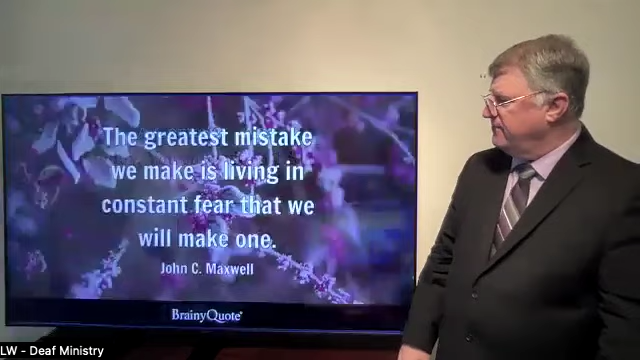 The greatest mistake
we make is living in
constant fear that we
will make one.
John C. Maxwell
BrainyQuote®
LW - Deaf Ministry